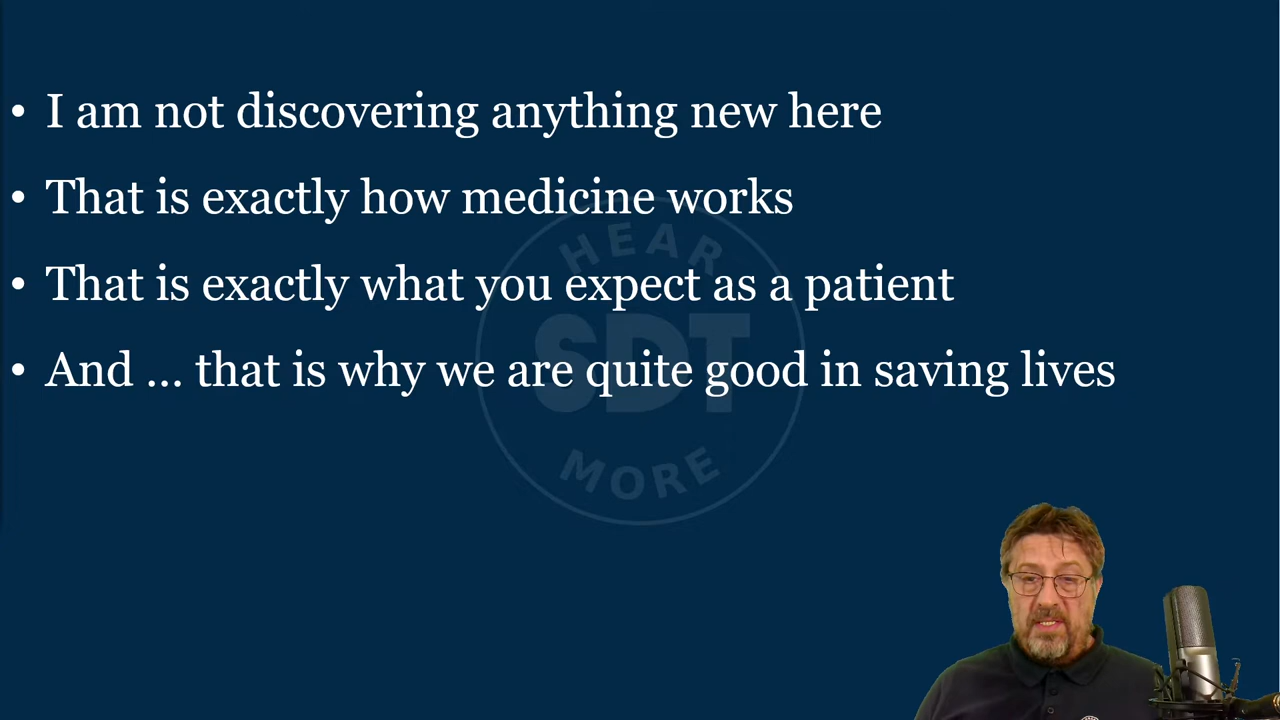 • I am not discovering anything new here
• That is exactly how medicine works
• That is exactly what you expect as a patient
• And ... that is why we are quite good in saving lives
HEAR
SDT
MORE